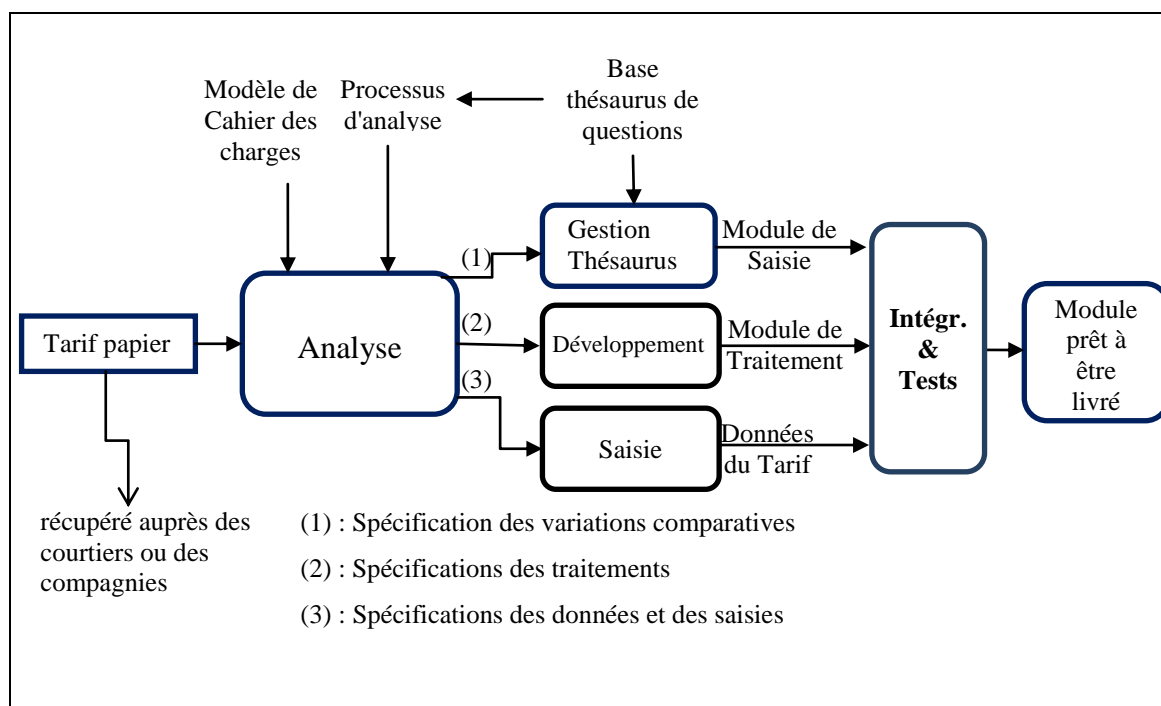 Modèle de
Cahier des
charges
Processus
d'analyse
Base
thésaurus de
questions
Gestion
Thésaurus
Module de
Saisie
(1)
(2)
(3)
Tarif papier
Analyse
Développement
Module de
Traitement
Saisie
Données
du Tarif
Intégr.
&
Tests
Module
prêt à
être
livré
récupéré auprès des
courtiers ou des
compagnies
(1) : Spécification des variations comparatives
(2) : Spécifications des traitements
(3) : Spécifications des données et des saisies